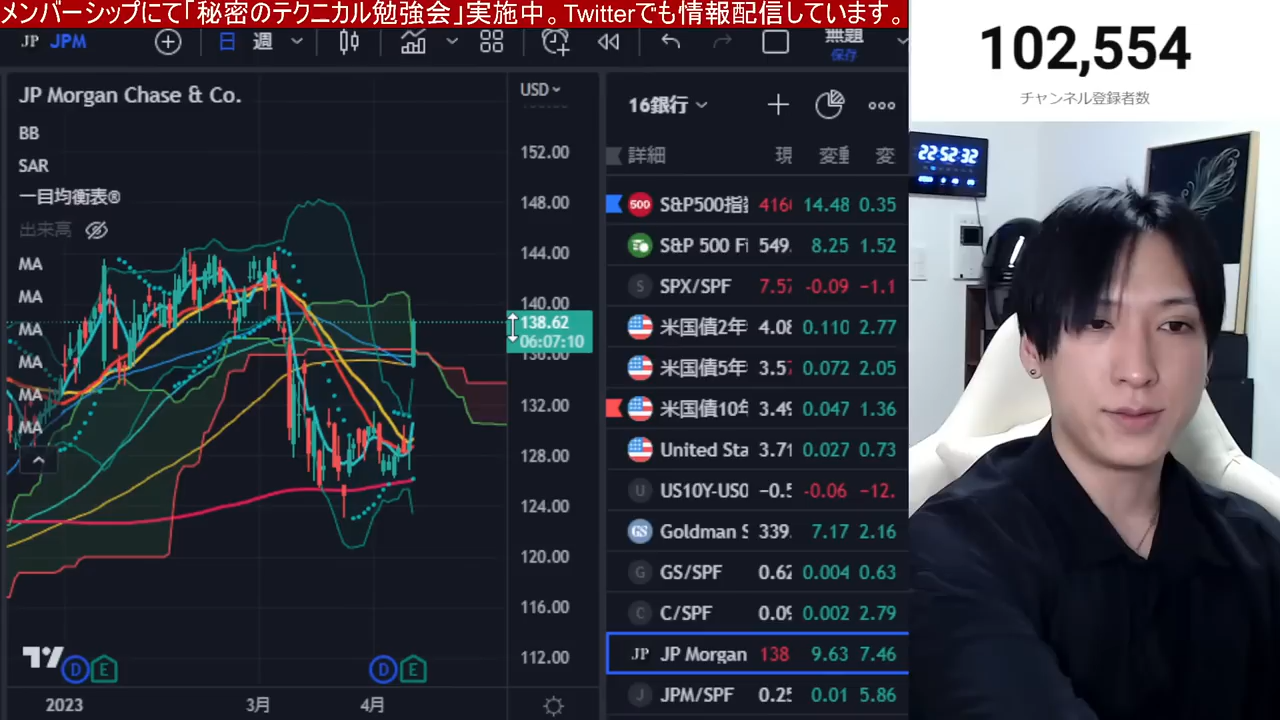 メンバーシップにて「秘密のテクニカル勉強会」実施中。Twitterでも情報配信しています。
102,554
チャンネル登録者数
JP JPM 日 週 無題
保存
JP Morgan Chase & Co.
USD
BB
SAR
一目均衡表®
出来高
MA
MA
MA
MA
MA
MA
152.00
148.00
144.00
140.00
138.62
06:07:10
136.00
132.00
128.00
124.00
120.00
116.00
112.00
D E D E
2023 3月 4月
16銀行
詳細 現 変動 変
500 S&P500指数 416 14.48 0.35
S&P 500 Fi 549. 8.25 1.52
S SPX/SPF 7.57 −0.09 −1.1
米国債2年 4.08 0.110 2.77
米国債5年 3.57 0.072 2.05
米国債10年 3.49 0.047 1.36
United Sta 3.71 0.027 0.73
U US10Y-US0 −0.5 −0.06 −12.
GS Goldman S 339. 7.17 2.16
G GS/SPF 0.62 0.004 0.63
C C/SPF 0.09 0.002 2.79
JP JP Morgan 138 9.63 7.46
J JPM/SPF 0.25 0.01 5.86
22:52:32